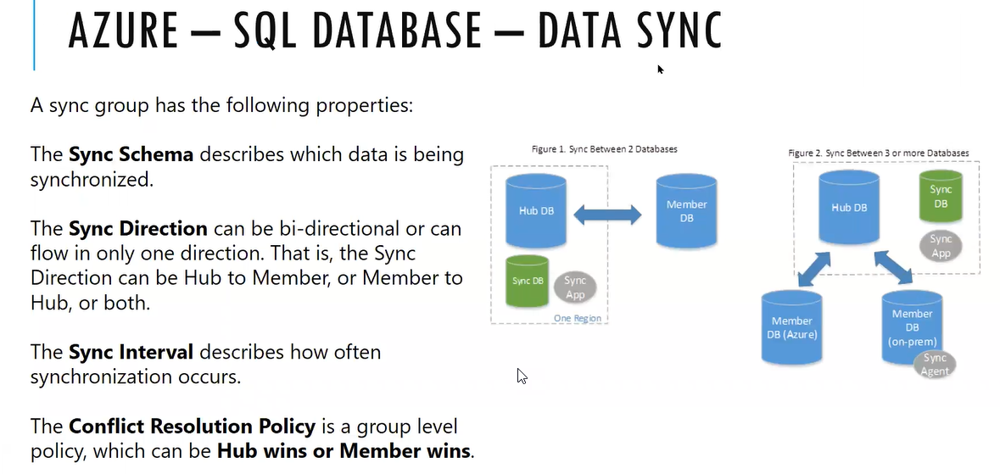 AZURE – SQL DATABASE – DATA SYNC
A sync group has the following properties:
The Sync Schema describes which data is being
synchronized.
The Sync Direction can be bi-directional or can
flow in only one direction. That is, the Sync
Direction can be Hub to Member, or Member to
Hub, or both.
The Sync Interval describes how often
synchronization occurs.
The Conflict Resolution Policy is a group level
policy, which can be Hub wins or Member wins.
Figure 1. Sync Between 2 Databases
Hub DB
Member
DB
Sync DB
Sync
App
One Region
Figure 2. Sync Between 3 or more Databases
Hub DB
Sync
DB
Sync
App
Member
DB (Azure)
Member
DB
(on-prem)
Sync
Agent